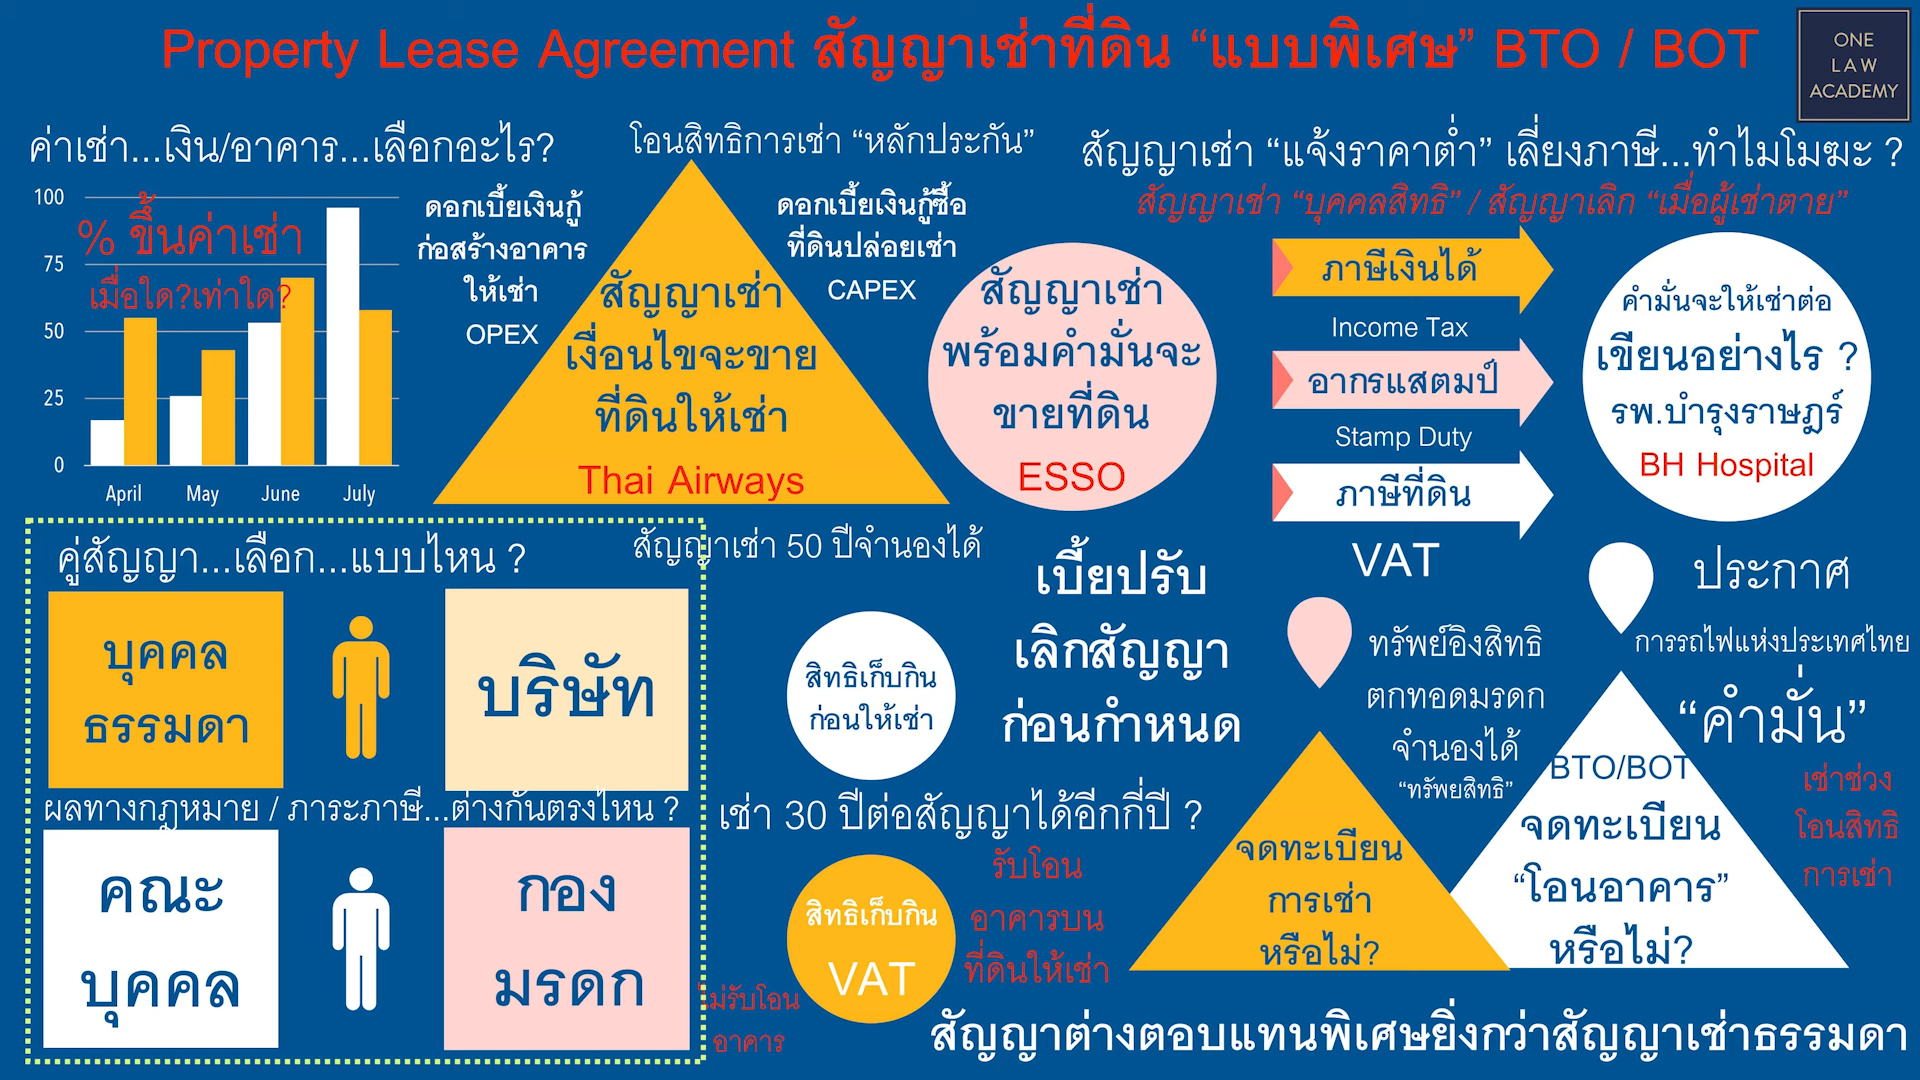 Property Lease Agreement สัญญาเช่าที่ดิน “แบบพิเศษ” BTO / BOT
ONE
LAW
ACADEMY
ค่าเช่า...เงิน/อาคาร...เลือกอะไร?
100
75
50
25
0
% ขึ้นค่าเช่า
เมื่อใด?เท่าใด?
April
May
June
July
โอนสิทธิการเช่า “หลักประกัน”
ดอกเบี้ยเงินกู้
ก่อสร้างอาคาร
ให้เช่า
OPEX
ดอกเบี้ยเงินกู้ซื้อ
ที่ดินปล่อยเช่า
CAPEX
สัญญาเช่า
เงื่อนไขจะขาย
ที่ดินให้เช่า
Thai Airways
สัญญาเช่า
พร้อมคำมั่นจะ
ขายที่ดิน
ESSO
สัญญาเช่า “แจ้งราคาต่ำ” เลี่ยงภาษี...ทำไมโมฆะ ?
สัญญาเช่า “บุคคลสิทธิ” / สัญญาเลิก “เมื่อผู้เช่าตาย”
ภาษีเงินได้
Income Tax
อากรแสตมป์
Stamp Duty
ภาษีที่ดิน
VAT
คำมั่นจะให้เช่าต่อ
เขียนอย่างไร ?
รพ.บำรุงราษฎร์
BH Hospital
คู่สัญญา...เลือก...แบบไหน ?
บุคคล
ธรรมดา
บริษัท
ผลทางกฎหมาย / ภาระภาษี...ต่างกันตรงไหน ?
คณะ
บุคคล
กอง
มรดก
สัญญาเช่า 50 ปีจำนองได้
สิทธิเก็บกิน
ก่อนให้เช่า
เบี้ยปรับ
เลิกสัญญา
ก่อนกำหนด
เช่า 30 ปีต่อสัญญาได้อีกกี่ปี ?
สิทธิเก็บกิน
VAT
รับโอน
อาคารบน
ที่ดินให้เช่า
ไม่รับโอน
อาคาร
ทรัพย์อิงสิทธิ
ตกทอดมรดก
จำนองได้
“ทรัพยสิทธิ”
จดทะเบียน
การเช่า
หรือไม่?
ประกาศ
การรถไฟแห่งประเทศไทย
“คำมั่น”
BTO/BOT
จดทะเบียน
“โอนอาคาร”
หรือไม่?
เช่าช่วง
โอนสิทธิ
การเช่า
สัญญาต่างตอบแทนพิเศษยิ่งกว่าสัญญาเช่าธรรมดา